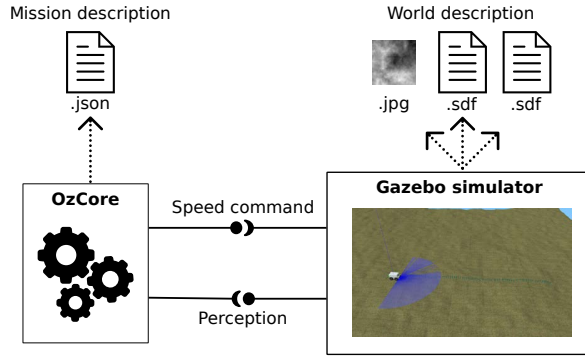 Mission description
World description
.json
.jpg
.sdf
.sdf
OzCore
Gazebo simulator
Speed command
Perception